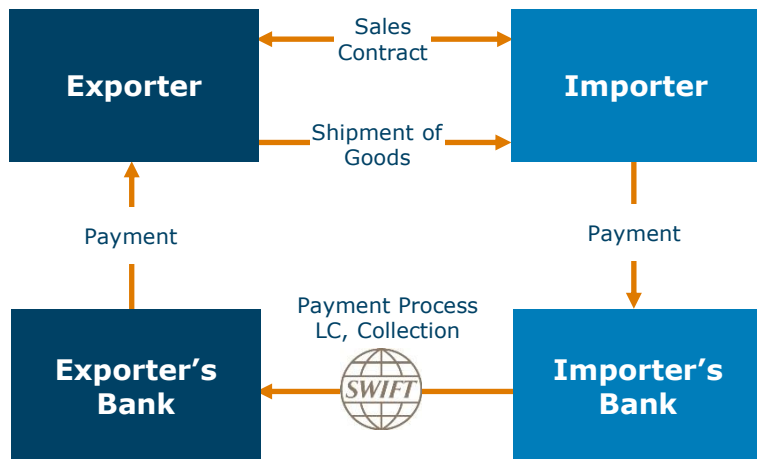 Sales
Contract
Exporter
Importer
Shipment of
Goods
Payment
Payment
Payment Process
LC, Collection
Exporter’s
Bank
SWIFT
Importer’s
Bank